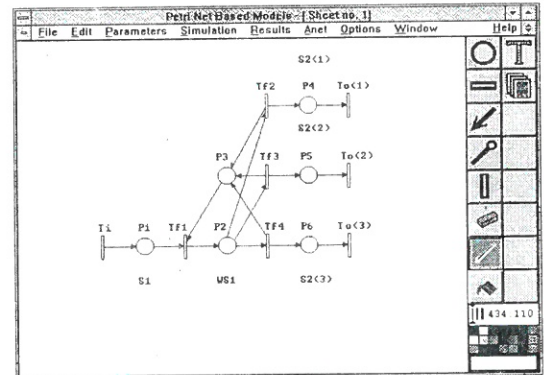 Petri Net Based Models - [Sheet no. 1]
File Edit Parameters Simulation Results Anet Options Window Help
S2(1)
Tf2 P4 To(1)
S2(2)
P3 Tf3 P5 To(2)
Ti P1 Tf1 P2 Tf4 P6 To(3)
S1 WS1 S2(3)
T
434.110